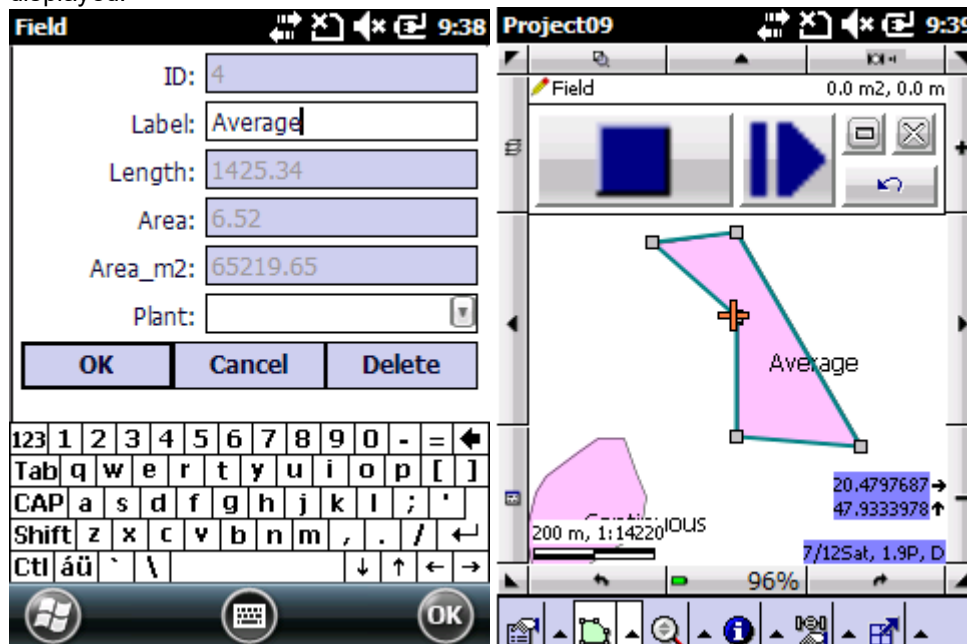 Field 9:38
ID: 4
Label: Average
Length: 1425.34
Area: 6.52
Area_m2: 65219.65
Plant:
OK Cancel Delete
123 1 2 3 4 5 6 7 8 9 0 - =
Tab q w e r t y u i o p [ ]
CAP a s d f g h j k l ; '
Shift z x c v b n m , . /
Ctl áü ` \
OK
Project09 9:39
Field 0.0 m2, 0.0 m
Average
20.4797687
47.9333978
200 m, 1:14220
7/12Sat, 1.9P, D
96%